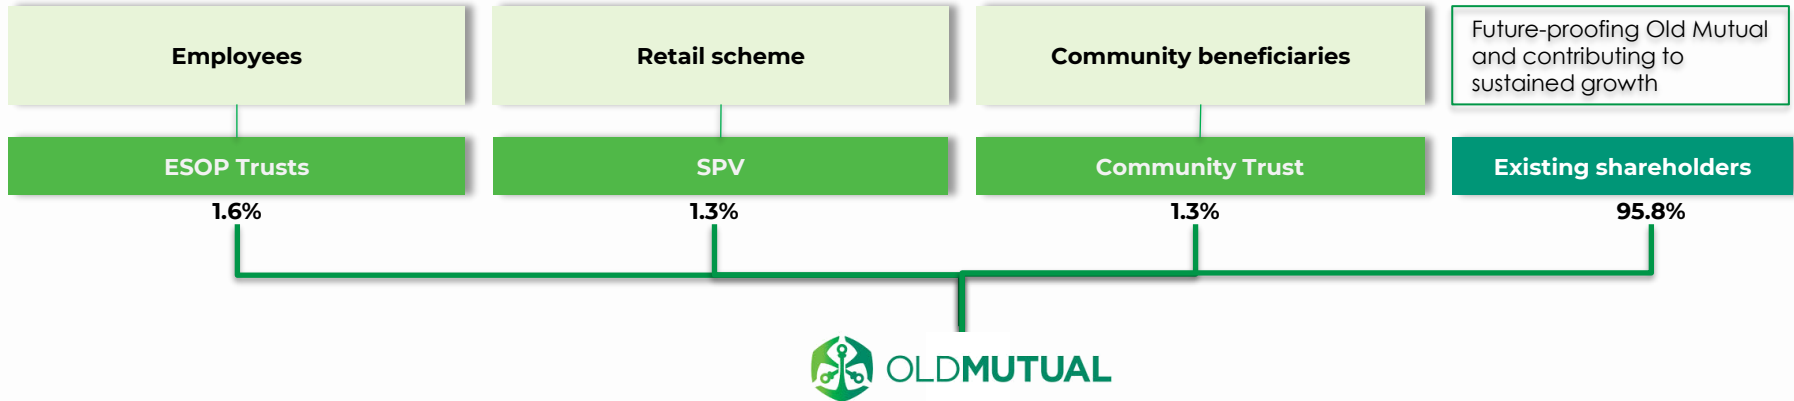 Employees
Retail scheme
Community beneficiaries
Future-proofing Old Mutual
and contributing to
sustained growth
ESOP Trusts
SPV
Community Trust
Existing shareholders
1.6%
1.3%
1.3%
95.8%
OLDMUTUAL